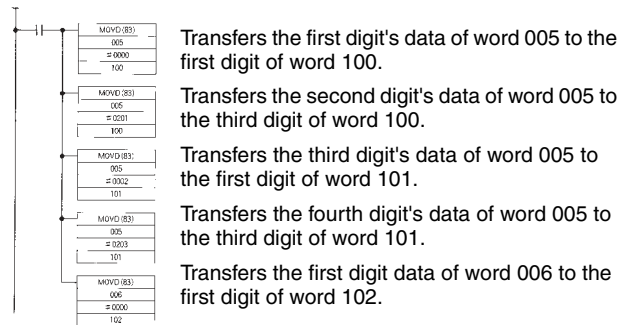 MOVD (83)
005
#0000
100
Transfers the first digit's data of word 005 to the
first digit of word 100.
MOVD (83)
005
#0201
100
Transfers the second digit's data of word 005 to
the third digit of word 100.
MOVD (83)
005
#0002
101
Transfers the third digit's data of word 005 to
the first digit of word 101.
MOVD (83)
005
#0203
101
Transfers the fourth digit's data of word 005 to
the third digit of word 101.
MOVD (83)
006
#0000
102
Transfers the first digit data of word 006 to the
first digit of word 102.